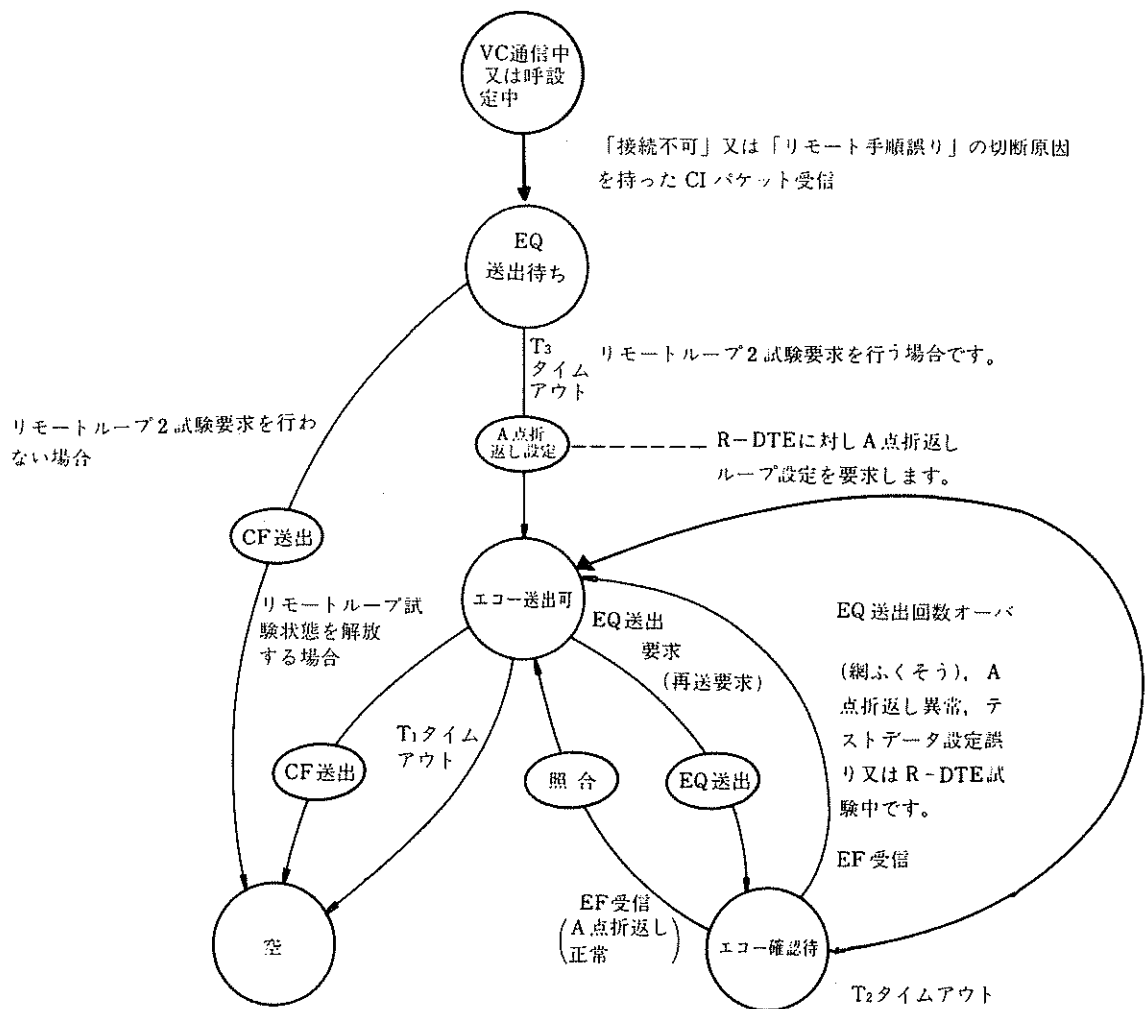 VC通信中
又は呼設
定中
「接続不可」又は「リモート手順誤り」の切断原因
を持ったCIパケット受信
EQ
送出待ち
T₃
タイム
アウト
リモートループ2試験要求を行う場合です。
リモートループ2試験要求を行わ
ない場合
A点折
返し設定
R-DTEに対しA点折返し
ループ設定を要求します。
CF送出
エコー送出可
リモートループ試
験状態を解放
する場合
EQ送出
要求
(再送要求)
EQ送出回数オーバ
(網ふくそう),A
点折返し異常,テ
ストデータ設定誤
り又はR-DTE試
験中です。
T₁タイム
アウト
CF送出
照合
EQ送出
EF受信
EF受信
(A点折返し
正常)
空
エコー確認待
T₂タイムアウト